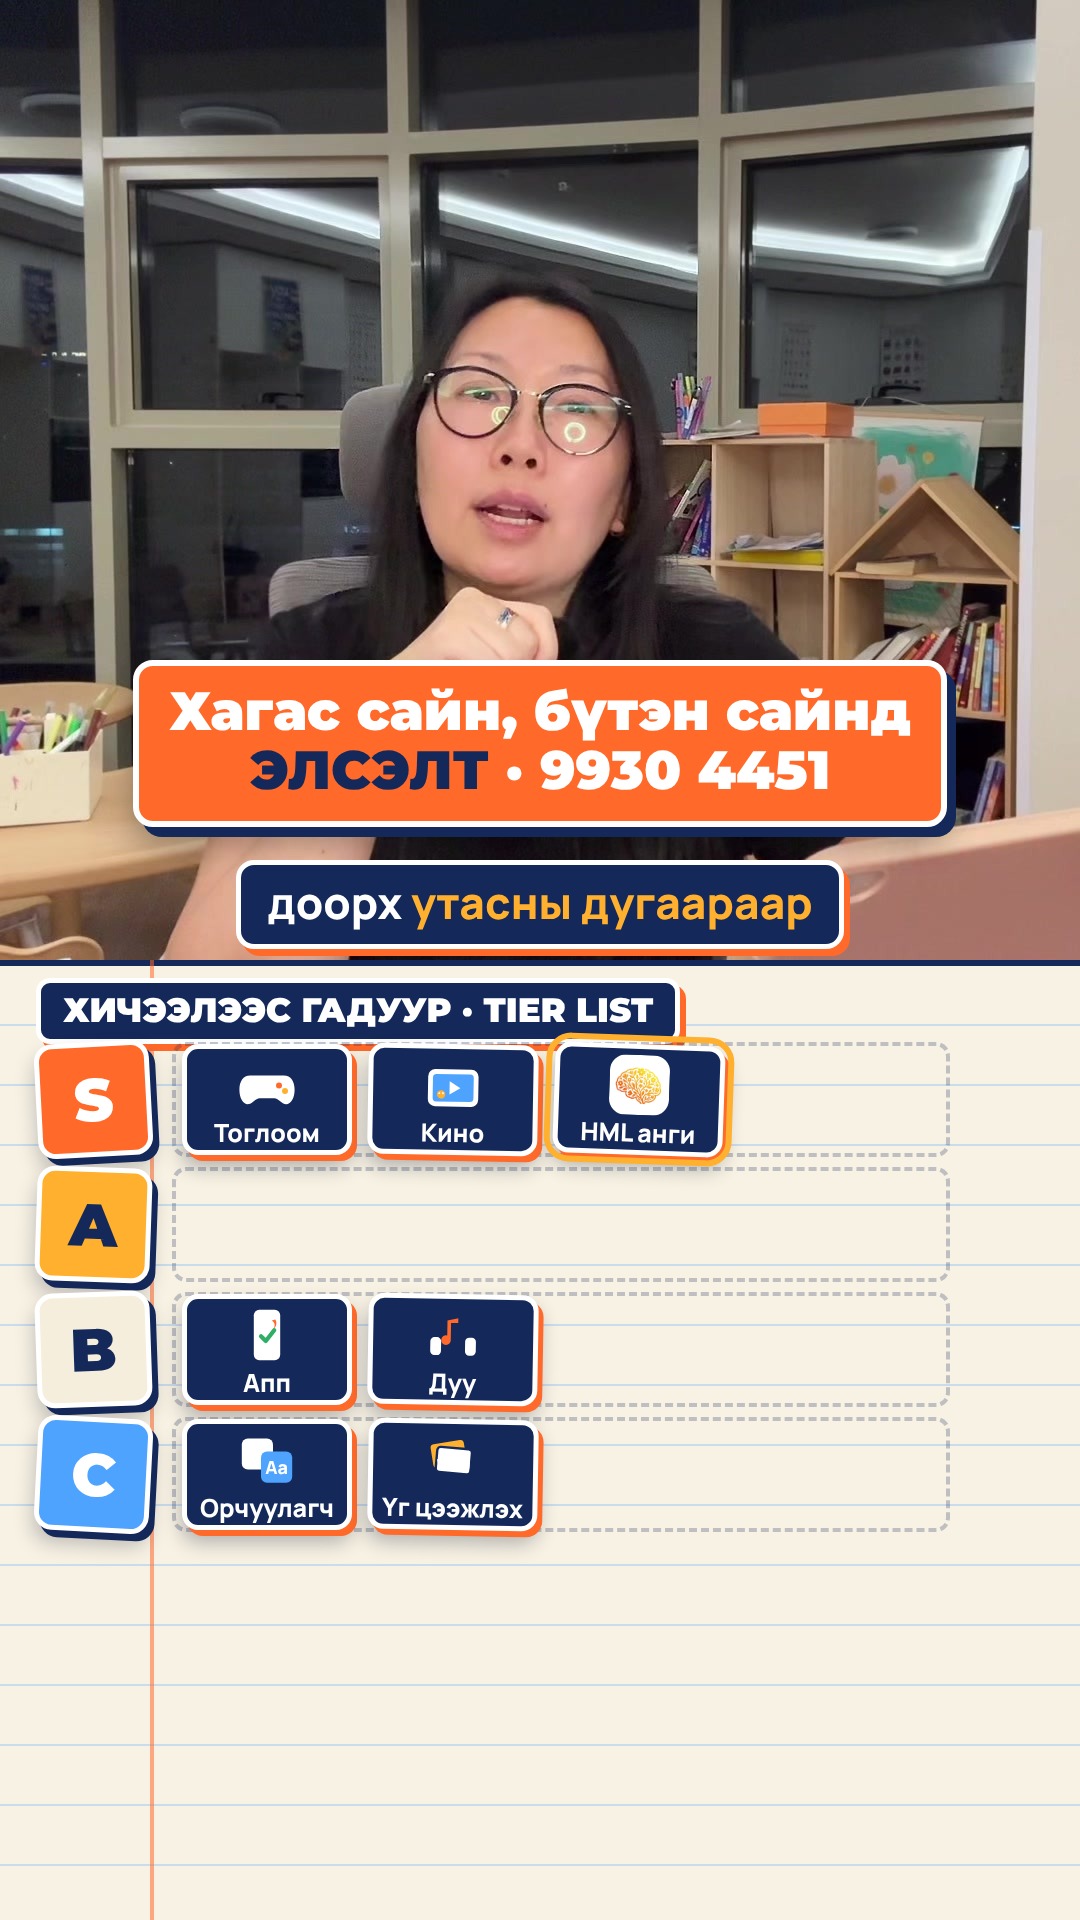 Хагас сайн, бүтэн сайнд
ЭЛСЭЛТ • 9930 4451
доорх утасны дугаараар
ХИЧЭЭЛЭЭС ГАДУУР • TIER LIST
S
Тоглоом
Кино
HML анги
A
B
Апп
Дуу
C
Aa
Орчуулагч
Үг цээжлэх